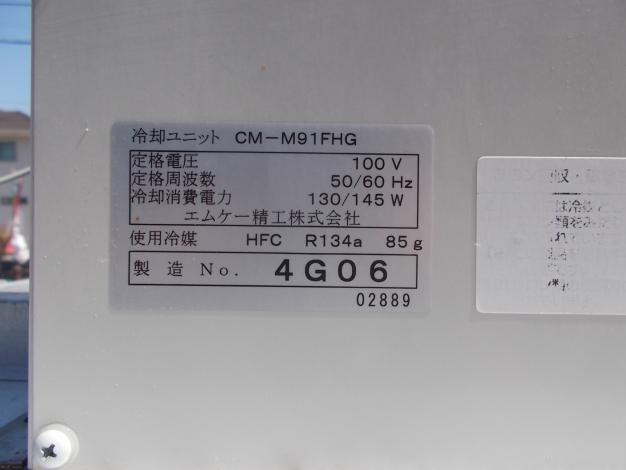 冷却ユニット CM-M91FHG
定格電圧 100 V
定格周波数 50/60 Hz
冷却消費電力 130/145 W
エムケー精工株式会社
使用冷媒 HFC R134a 85g
製造 No. 4G06
02889